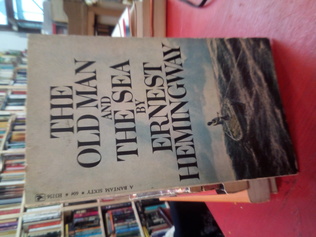 THE
OLD MAN
AND
THE SEA
BY
ERNEST
HEMINGWAY
A BANTAM SIXTY